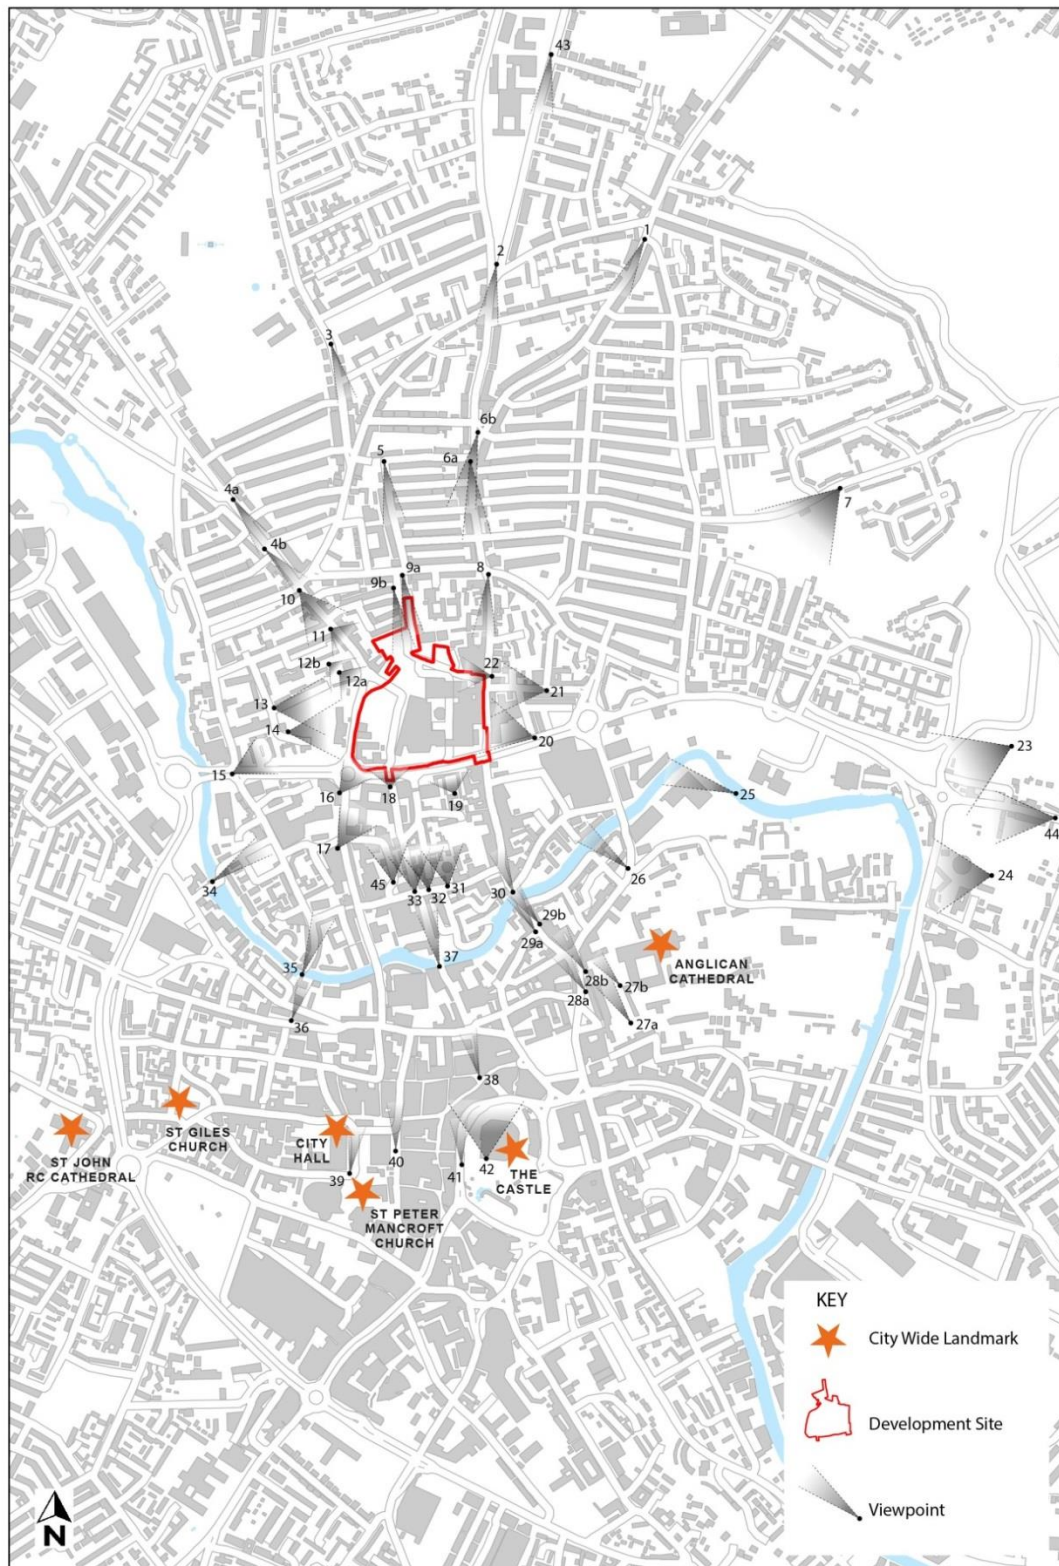 43
1
2
3
6b
5
6a
4a
7
4b
9a
8
9b
10
11
12b
22
12a
21
13
14
20
23
15
16
18
19
25
44
17
34
45
33
32
31
26
24
30
29b
29a
37
ANGLICAN
CATHEDRAL
35
28b
27b
28a
36
27a
38
ST GILES
CHURCH
CITY
HALL
ST JOHN
RC CATHEDRAL
40
39
41
42
THE
CASTLE
ST PETER
MANCROFT
CHURCH
KEY
City Wide Landmark
Development Site
Viewpoint
N